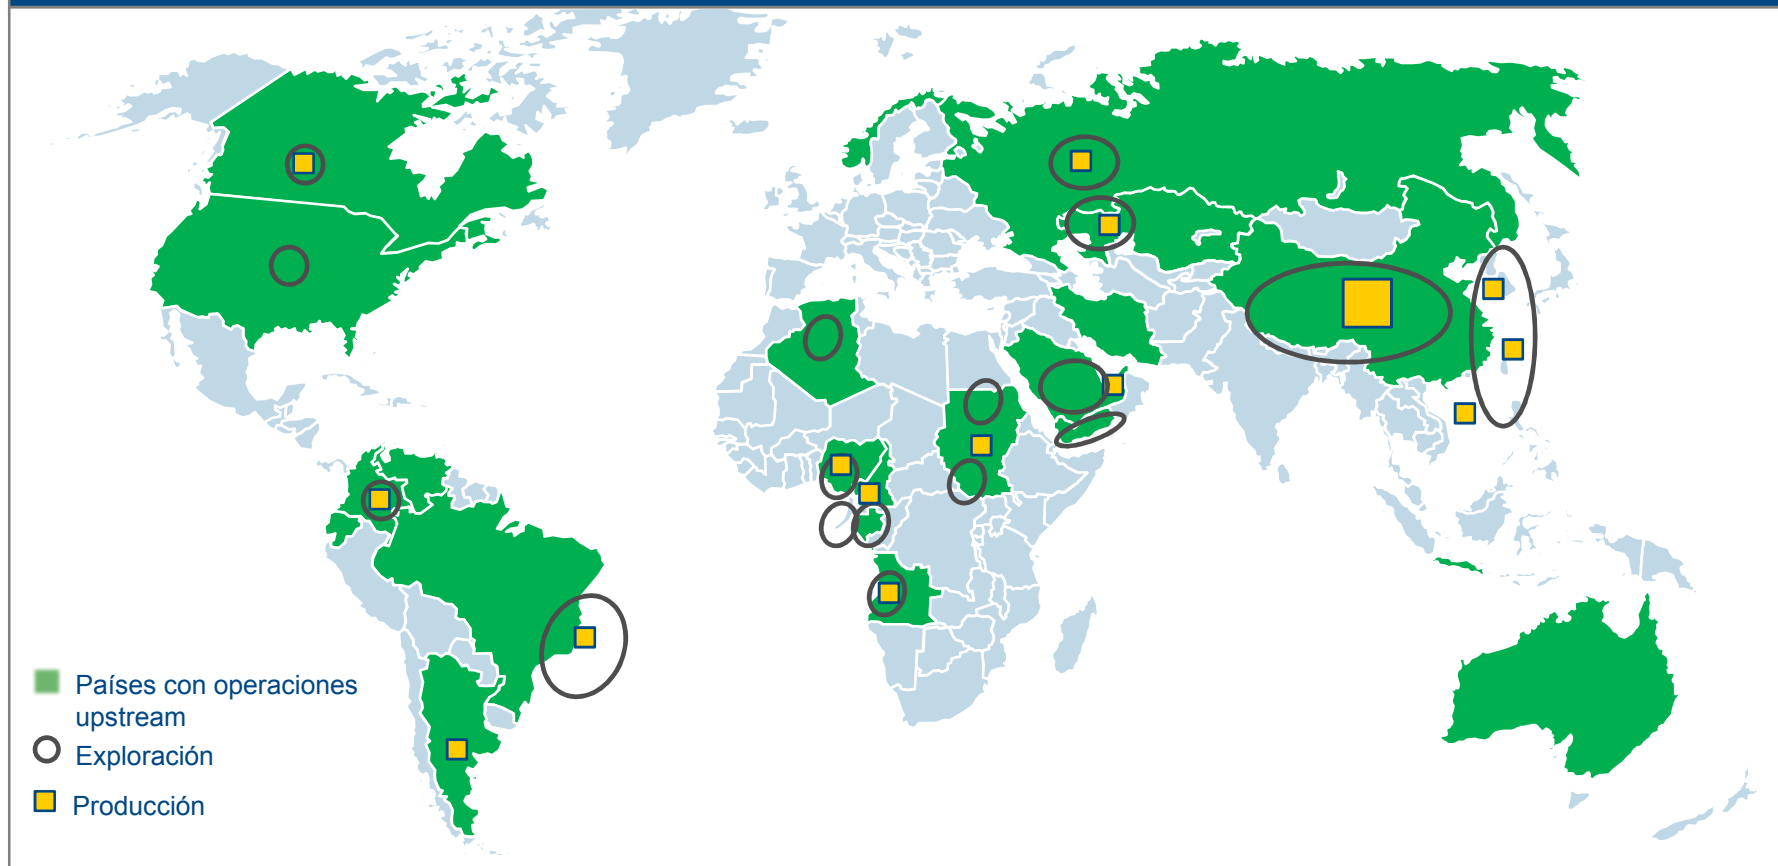 Países con operaciones
upstream
Exploración
Producción